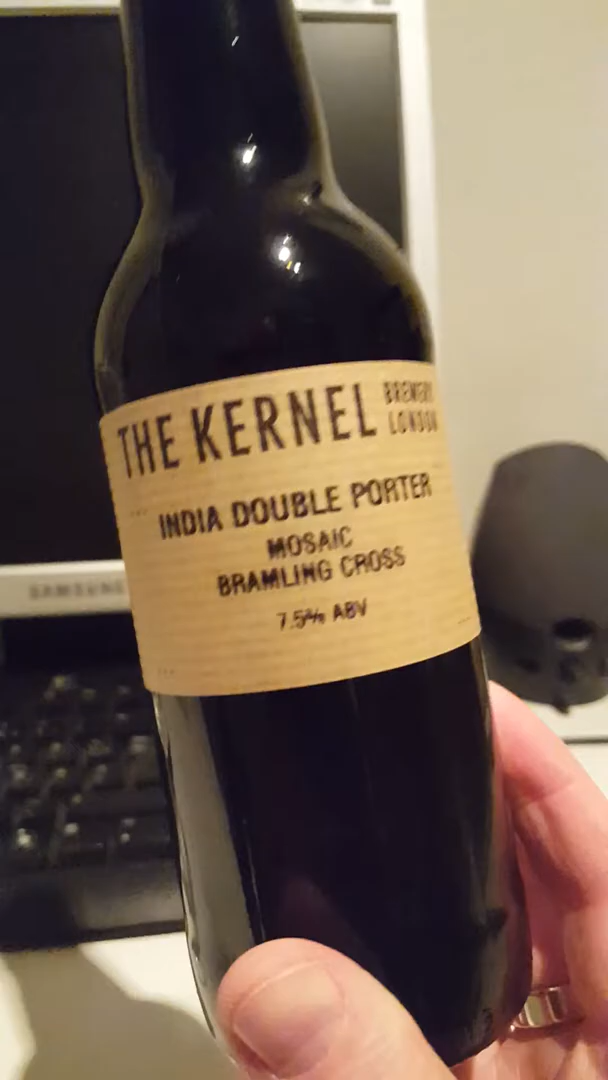 SAMSUNG
THE KERNEL BREWERY LONDON
INDIA DOUBLE PORTER
MOSAIC
BRAMLING CROSS
7.5% ABV